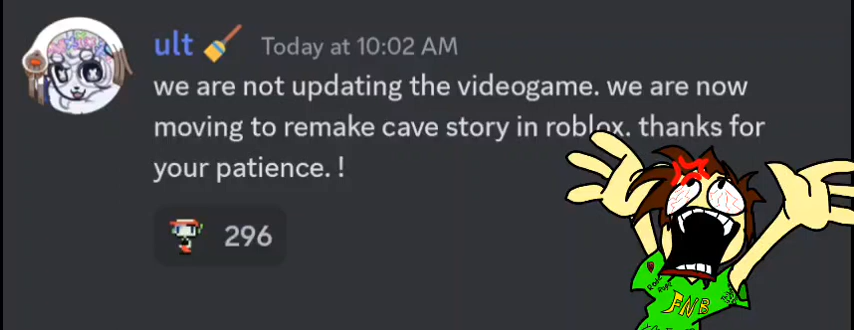 ult Today at 10:02 AM
we are not updating the videogame. we are now
moving to remake cave story in roblox. thanks for
your patience. !
296
FNB